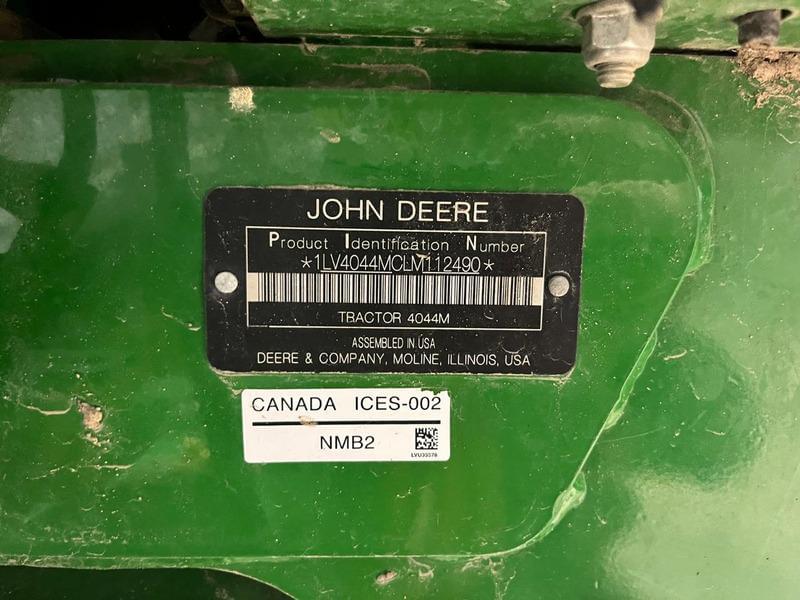 JOHN DEERE
Product Identification Number
*1LV4044MCLM112490*
TRACTOR 4044M
ASSEMBLED IN USA
DEERE & COMPANY, MOLINE, ILLINOIS, USA
CANADA ICES-002
NMB2
LVU33378